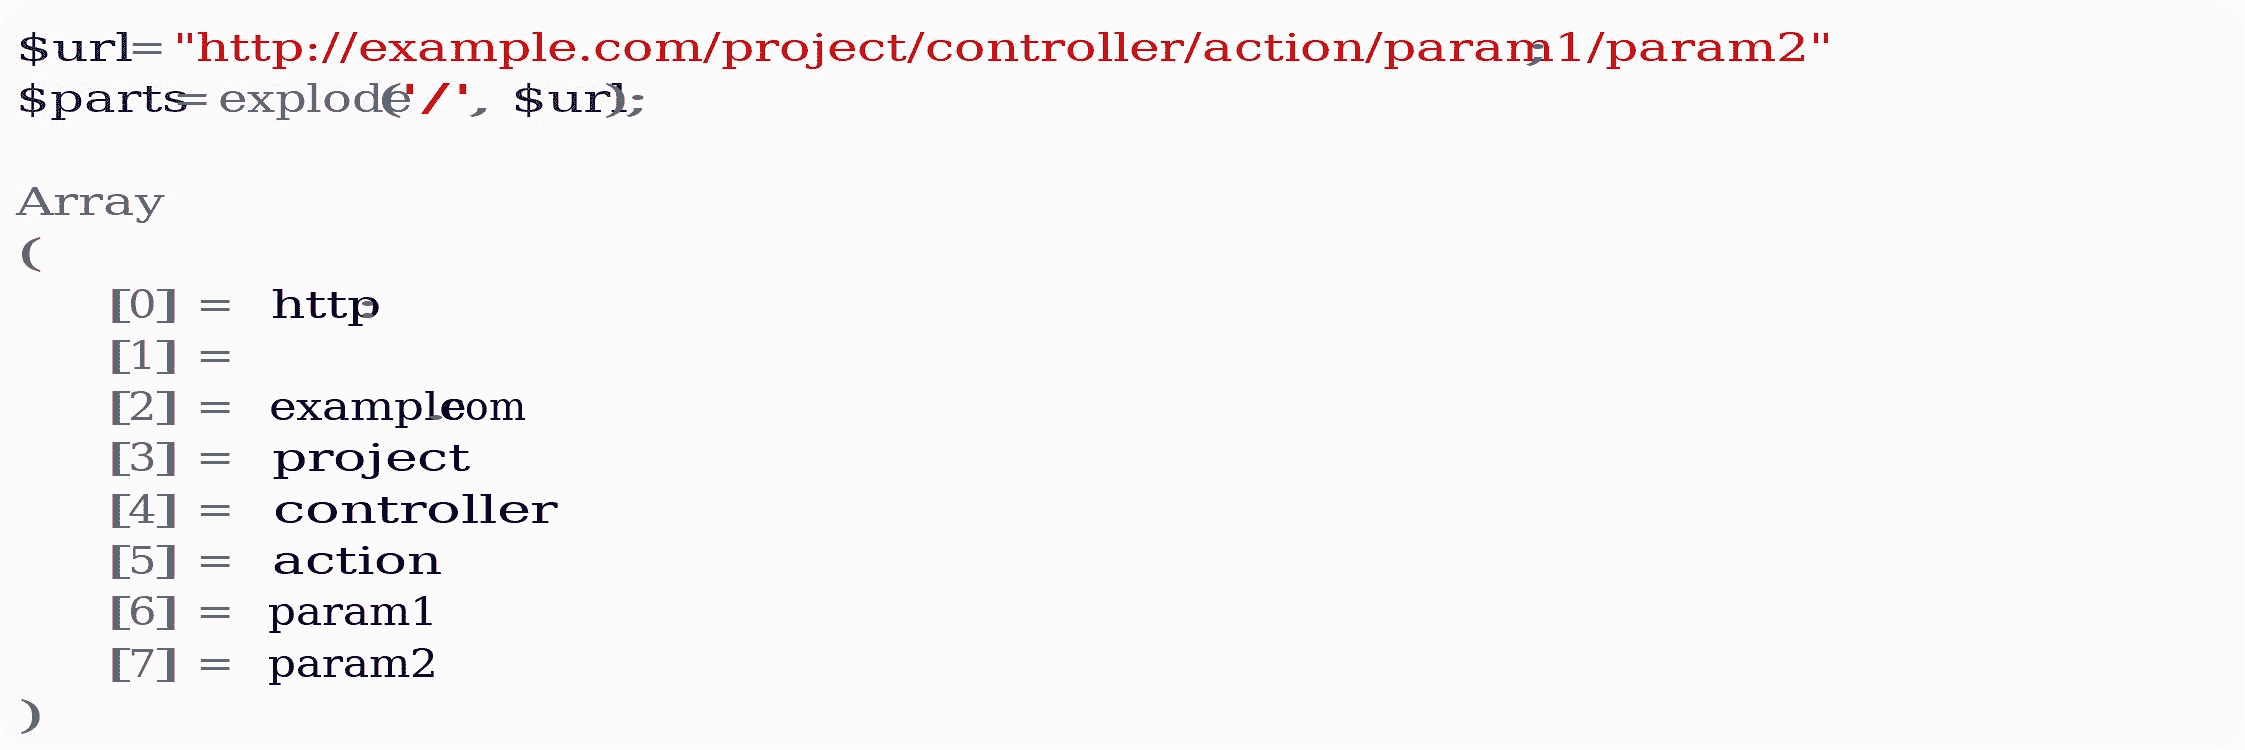 $url= "http://example.com/project/controller/action/param1/param2";
$parts= explode('/', $url);
Array
(
[0] = http:
[1] =
[2] = example.com
[3] = project
[4] = controller
[5] = action
[6] = param1
[7] = param2
)